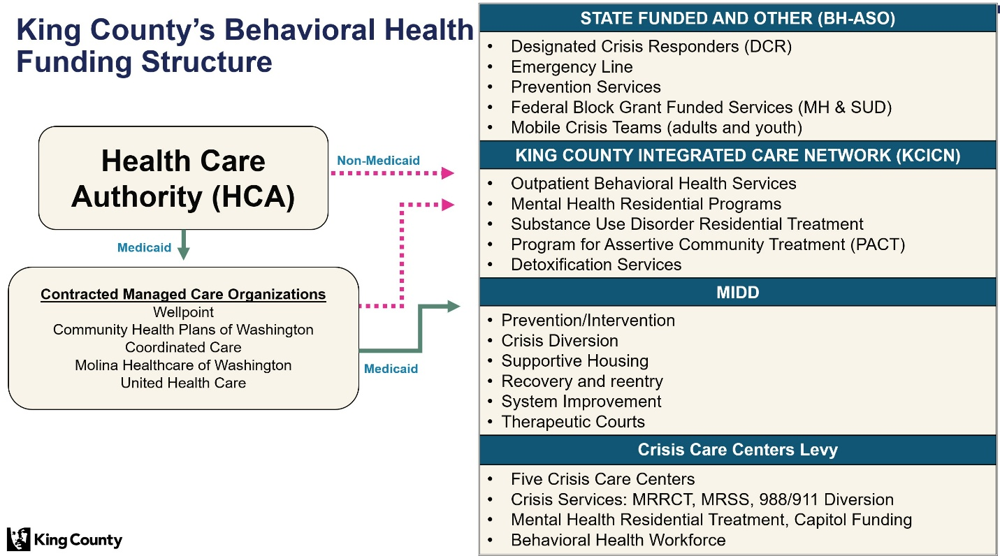 King County’s Behavioral Health
Funding Structure
Health Care
Authority (HCA)
Non-Medicaid
Medicaid
Contracted Managed Care Organizations
Wellpoint
Community Health Plans of Washington
Coordinated Care
Molina Healthcare of Washington
United Health Care
Medicaid
STATE FUNDED AND OTHER (BH-ASO)
• Designated Crisis Responders (DCR)
• Emergency Line
• Prevention Services
• Federal Block Grant Funded Services (MH & SUD)
• Mobile Crisis Teams (adults and youth)
KING COUNTY INTEGRATED CARE NETWORK (KCICN)
• Outpatient Behavioral Health Services
• Mental Health Residential Programs
• Substance Use Disorder Residential Treatment
• Program for Assertive Community Treatment (PACT)
• Detoxification Services
MIDD
• Prevention/Intervention
• Crisis Diversion
• Supportive Housing
• Recovery and reentry
• System Improvement
• Therapeutic Courts
Crisis Care Centers Levy
• Five Crisis Care Centers
• Crisis Services: MRRCT, MRSS, 988/911 Diversion
• Mental Health Residential Treatment, Capitol Funding
• Behavioral Health Workforce
King County